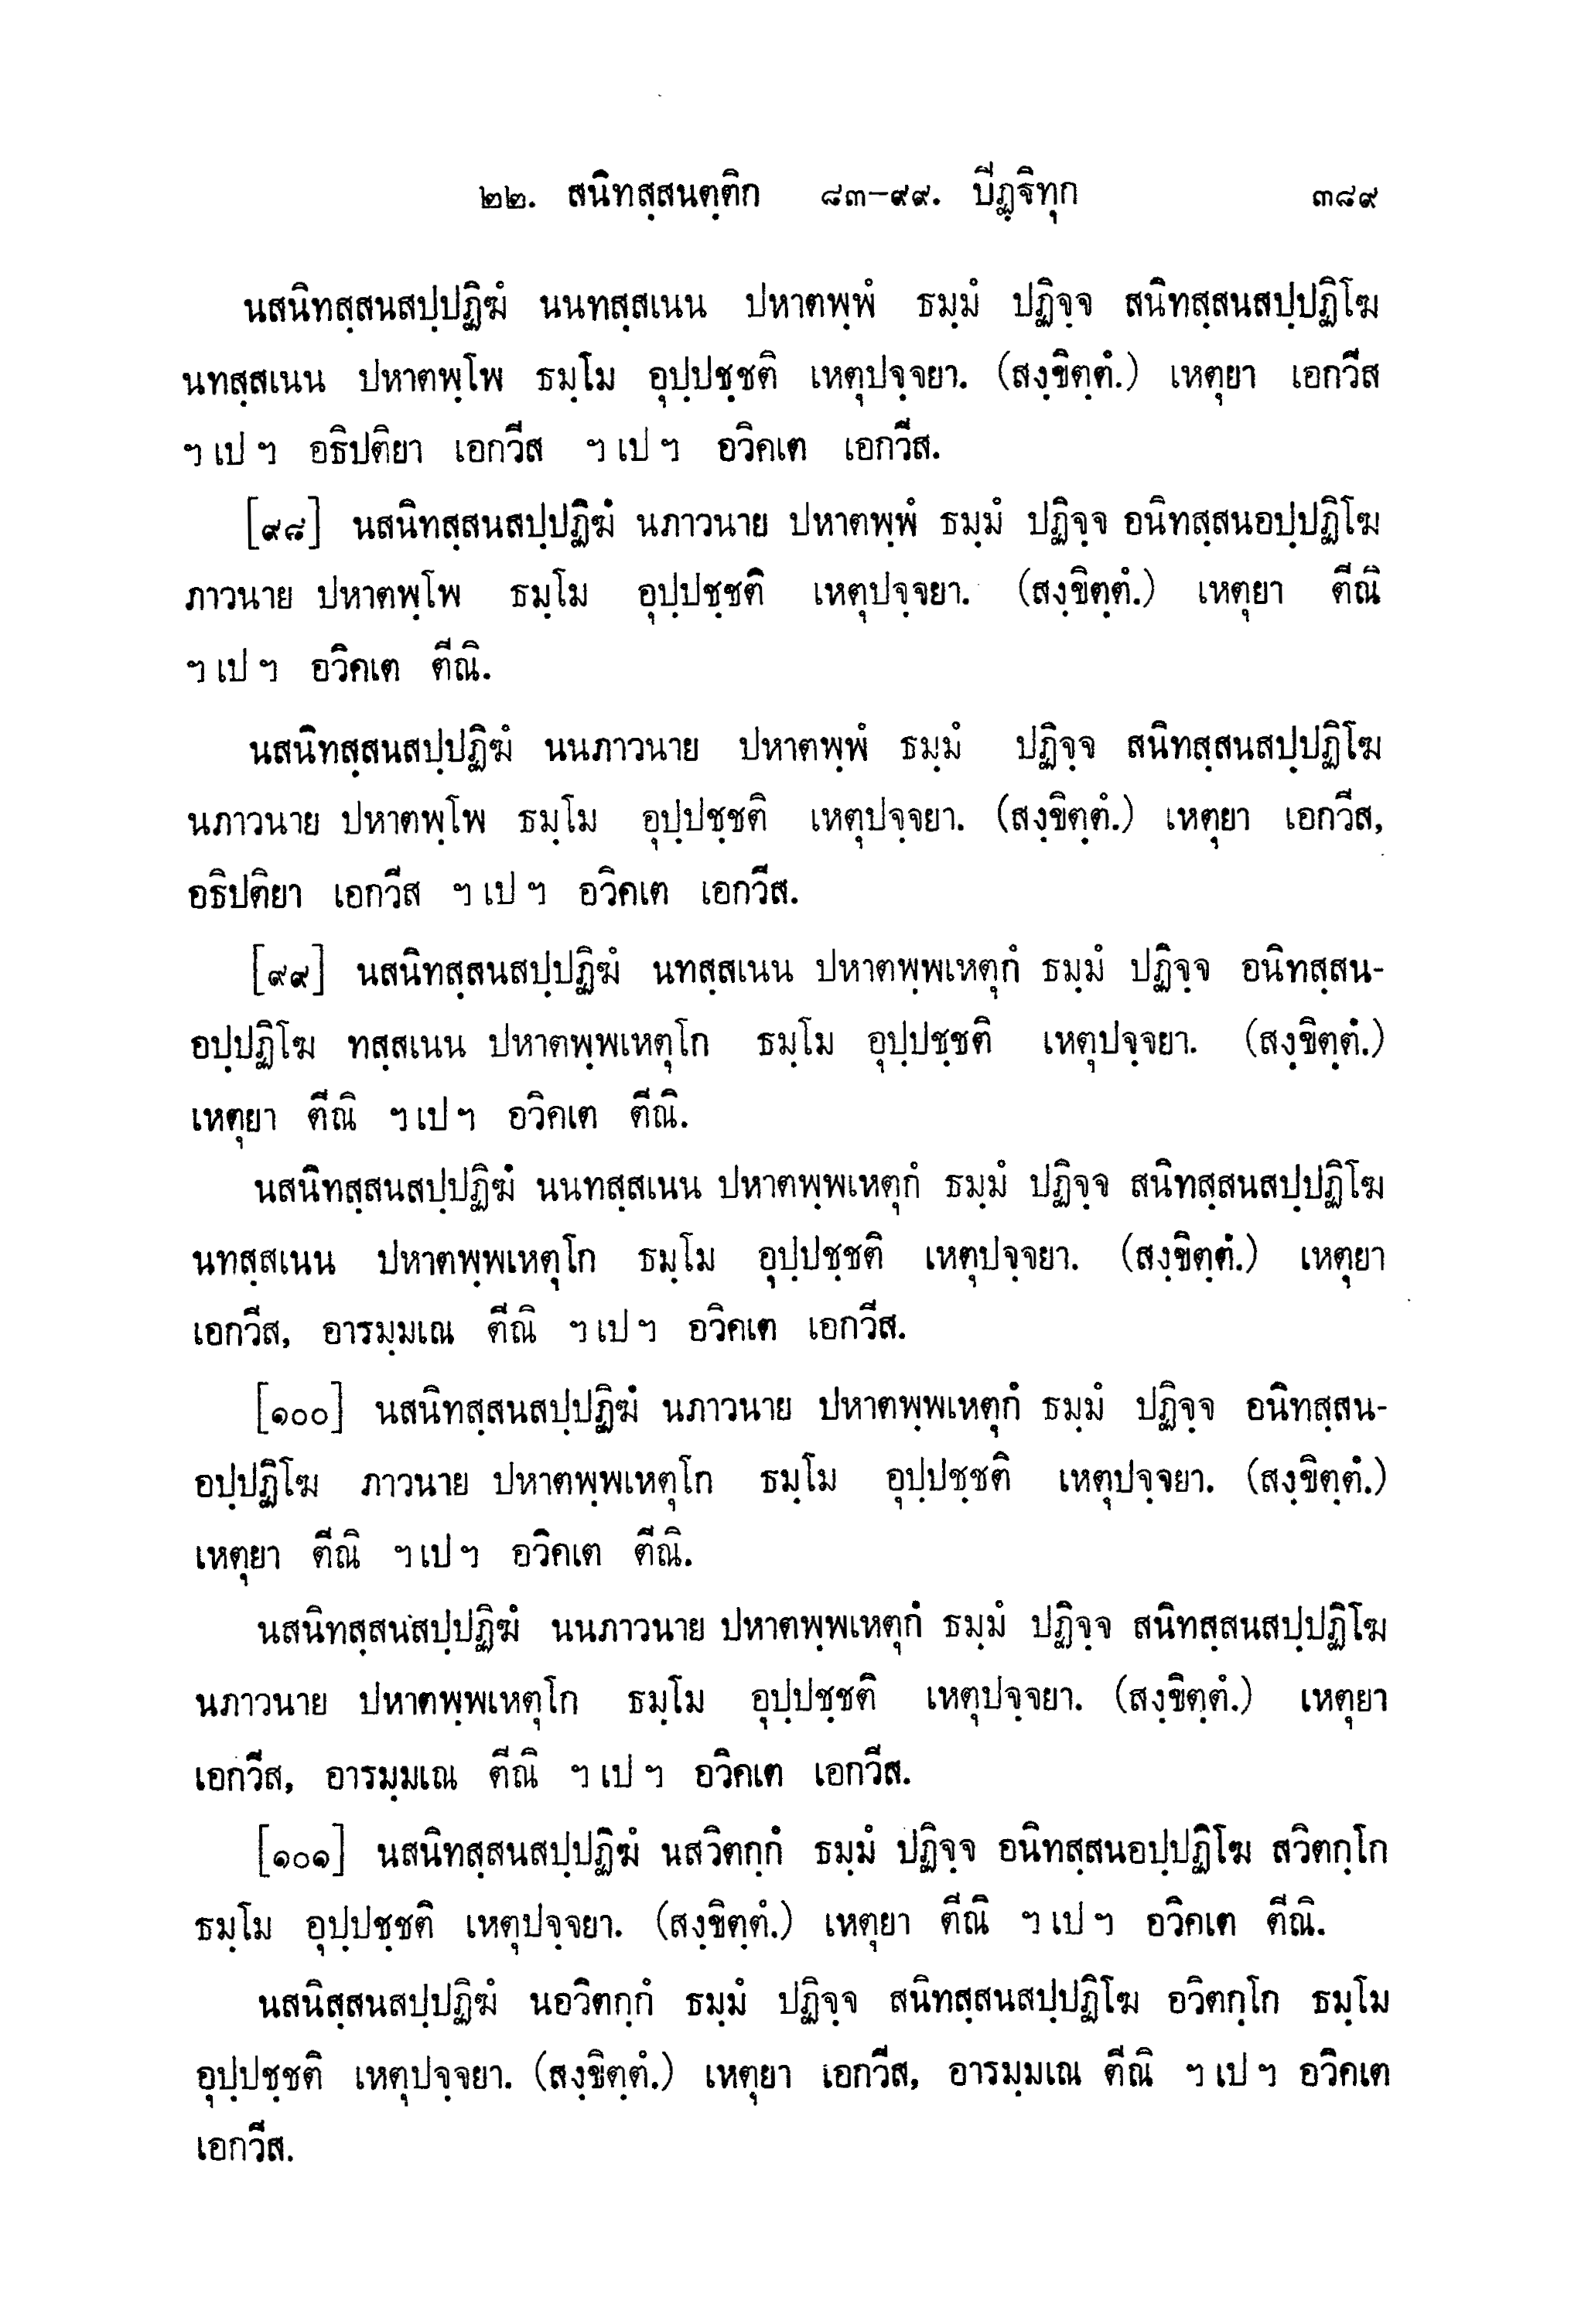 ๒๒. สนิทสฺสนตฺติก ๘๓-๙๙. ปีฏฺฐิทุก ๓๘๙
นสนิทสฺสนสปฺปฏิฆํ นนทสฺสเนน ปหาตพฺพํ ธมฺมํ ปฏิจฺจ สนิทสฺสนสปฺปฏิโฆ
นทสฺสเนน ปหาตพฺโพ ธมฺโม อุปฺปชฺชติ เหตุปจฺจยา. (สงฺขิตฺตํ.) เหตุยา เอกวีส
ฯ เป ฯ อธิปติยา เอกวีส ฯ เป ฯ อวิคเต เอกวีส.
[๙๘] นสนิทสฺสนสปฺปฏิฆํ นภาวนาย ปหาตพฺพํ ธมฺมํ ปฏิจฺจ อนิทสฺสนอปฺปฏิโฆ
ภาวนาย ปหาตพฺโพ ธมฺโม อุปฺปชฺชติ เหตุปจฺจยา. (สงฺขิตฺตํ.) เหตุยา ตีณิ
ฯ เป ฯ อวิคเต ตีณิ.
นสนิทสฺสนสปฺปฏิฆํ นนภาวนาย ปหาตพฺพํ ธมฺมํ ปฏิจฺจ สนิทสฺสนสปฺปฏิโฆ
นภาวนาย ปหาตพฺโพ ธมฺโม อุปฺปชฺชติ เหตุปจฺจยา. (สงฺขิตฺตํ.) เหตุยา เอกวีส,
อธิปติยา เอกวีส ฯ เป ฯ อวิคเต เอกวีส.
[๙๙] นสนิทสฺสนสปฺปฏิฆํ นทสฺสเนน ปหาตพฺพเหตุกํ ธมฺมํ ปฏิจฺจ อนิทสฺสน-
อปฺปฏิโฆ ทสฺสเนน ปหาตพฺพเหตุโก ธมฺโม อุปฺปชฺชติ เหตุปจฺจยา. (สงฺขิตฺตํ.)
เหตุยา ตีณิ ฯ เป ฯ อวิคเต ตีณิ.
นสนิทสฺสนสปฺปฏิฆํ นนทสฺสเนน ปหาตพฺพเหตุกํ ธมฺมํ ปฏิจฺจ สนิทสฺสนสปฺปฏิโฆ
นทสฺสเนน ปหาตพฺพเหตุโก ธมฺโม อุปฺปชฺชติ เหตุปจฺจยา. (สงฺขิตฺตํ.) เหตุยา
เอกวีส, อารมฺมเณ ตีณิ ฯ เป ฯ อวิคเต เอกวีส.
[๑๐๐] นสนิทสฺสนสปฺปฏิฆํ นภาวนาย ปหาตพฺพเหตุกํ ธมฺมํ ปฏิจฺจ อนิทสฺสน-
อปฺปฏิโฆ ภาวนาย ปหาตพฺพเหตุโก ธมฺโม อุปฺปชฺชติ เหตุปจฺจยา. (สงฺขิตฺตํ.)
เหตุยา ตีณิ ฯ เป ฯ อวิคเต ตีณิ.
นสนิทสฺสนสปฺปฏิฆํ นนภาวนาย ปหาตพฺพเหตุกํ ธมฺมํ ปฏิจฺจ สนิทสฺสนสปฺปฏิโฆ
นภาวนาย ปหาตพฺพเหตุโก ธมฺโม อุปฺปชฺชติ เหตุปจฺจยา. (สงฺขิตฺตํ.) เหตุยา
เอกวีส, อารมฺมเณ ตีณิ ฯ เป ฯ อวิคเต เอกวีส.
[๑๐๑] นสนิทสฺสนสปฺปฏิฆํ นสวิตกฺกํ ธมฺมํ ปฏิจฺจ อนิทสฺสนอปฺปฏิโฆ สวิตกฺโก
ธมฺโม อุปฺปชฺชติ เหตุปจฺจยา. (สงฺขิตฺตํ.) เหตุยา ตีณิ ฯ เป ฯ อวิคเต ตีณิ.
นสนิสฺสนสปฺปฏิฆํ นอวิตกฺกํ ธมฺมํ ปฏิจฺจ สนิทสฺสนสปฺปฏิโฆ อวิตกฺโก ธมฺโม
อุปฺปชฺชติ เหตุปจฺจยา. (สงฺขิตฺตํ.) เหตุยา เอกวีส, อารมฺมเณ ตีณิ ฯ เป ฯ อวิคเต
เอกวีส.